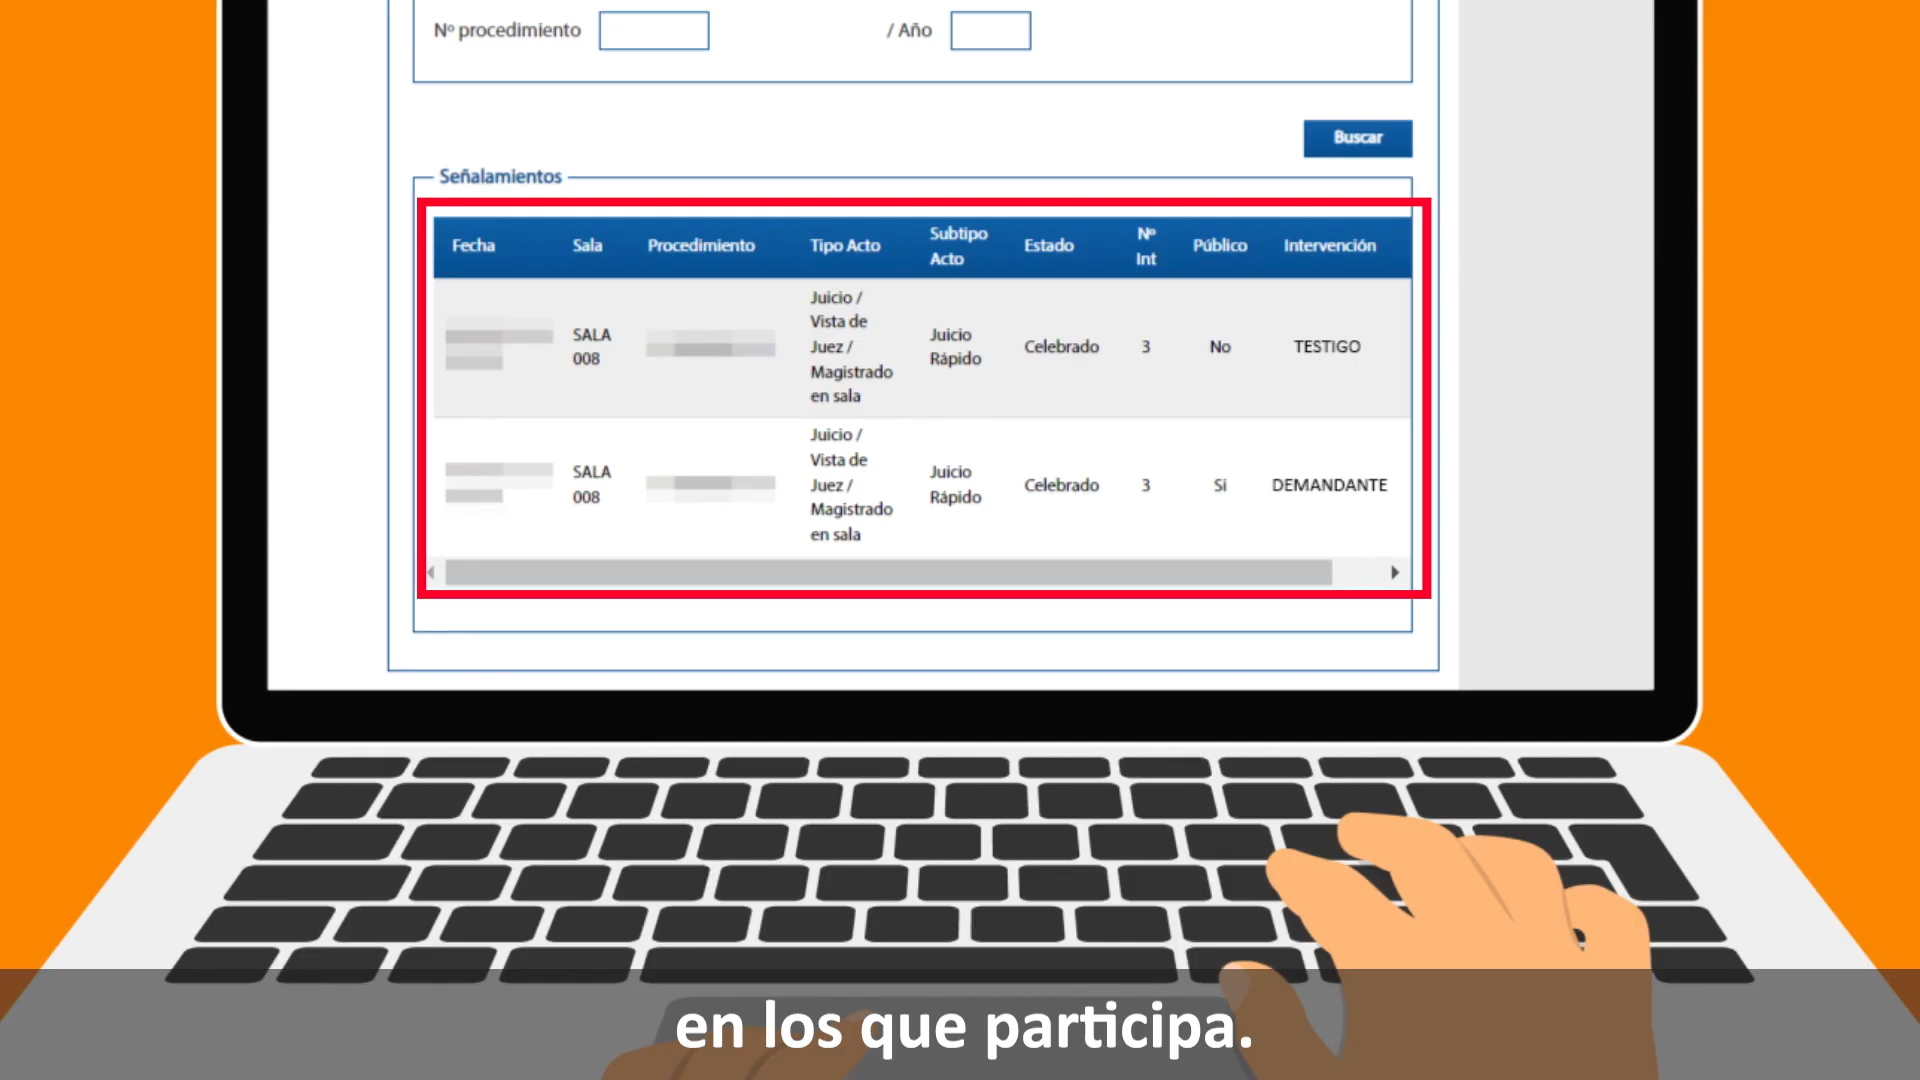 Nº procedimiento / Año
Buscar
Señalamientos
Fecha Sala Procedimiento Tipo Acto Subtipo Acto Estado Nº Int Público Intervención
SALA 008 Juicio / Vista de Juez / Magistrado en sala Juicio Rápido Celebrado 3 No TESTIGO
SALA 008 Juicio / Vista de Juez / Magistrado en sala Juicio Rápido Celebrado 3 Si DEMANDANTE
en los que participa.